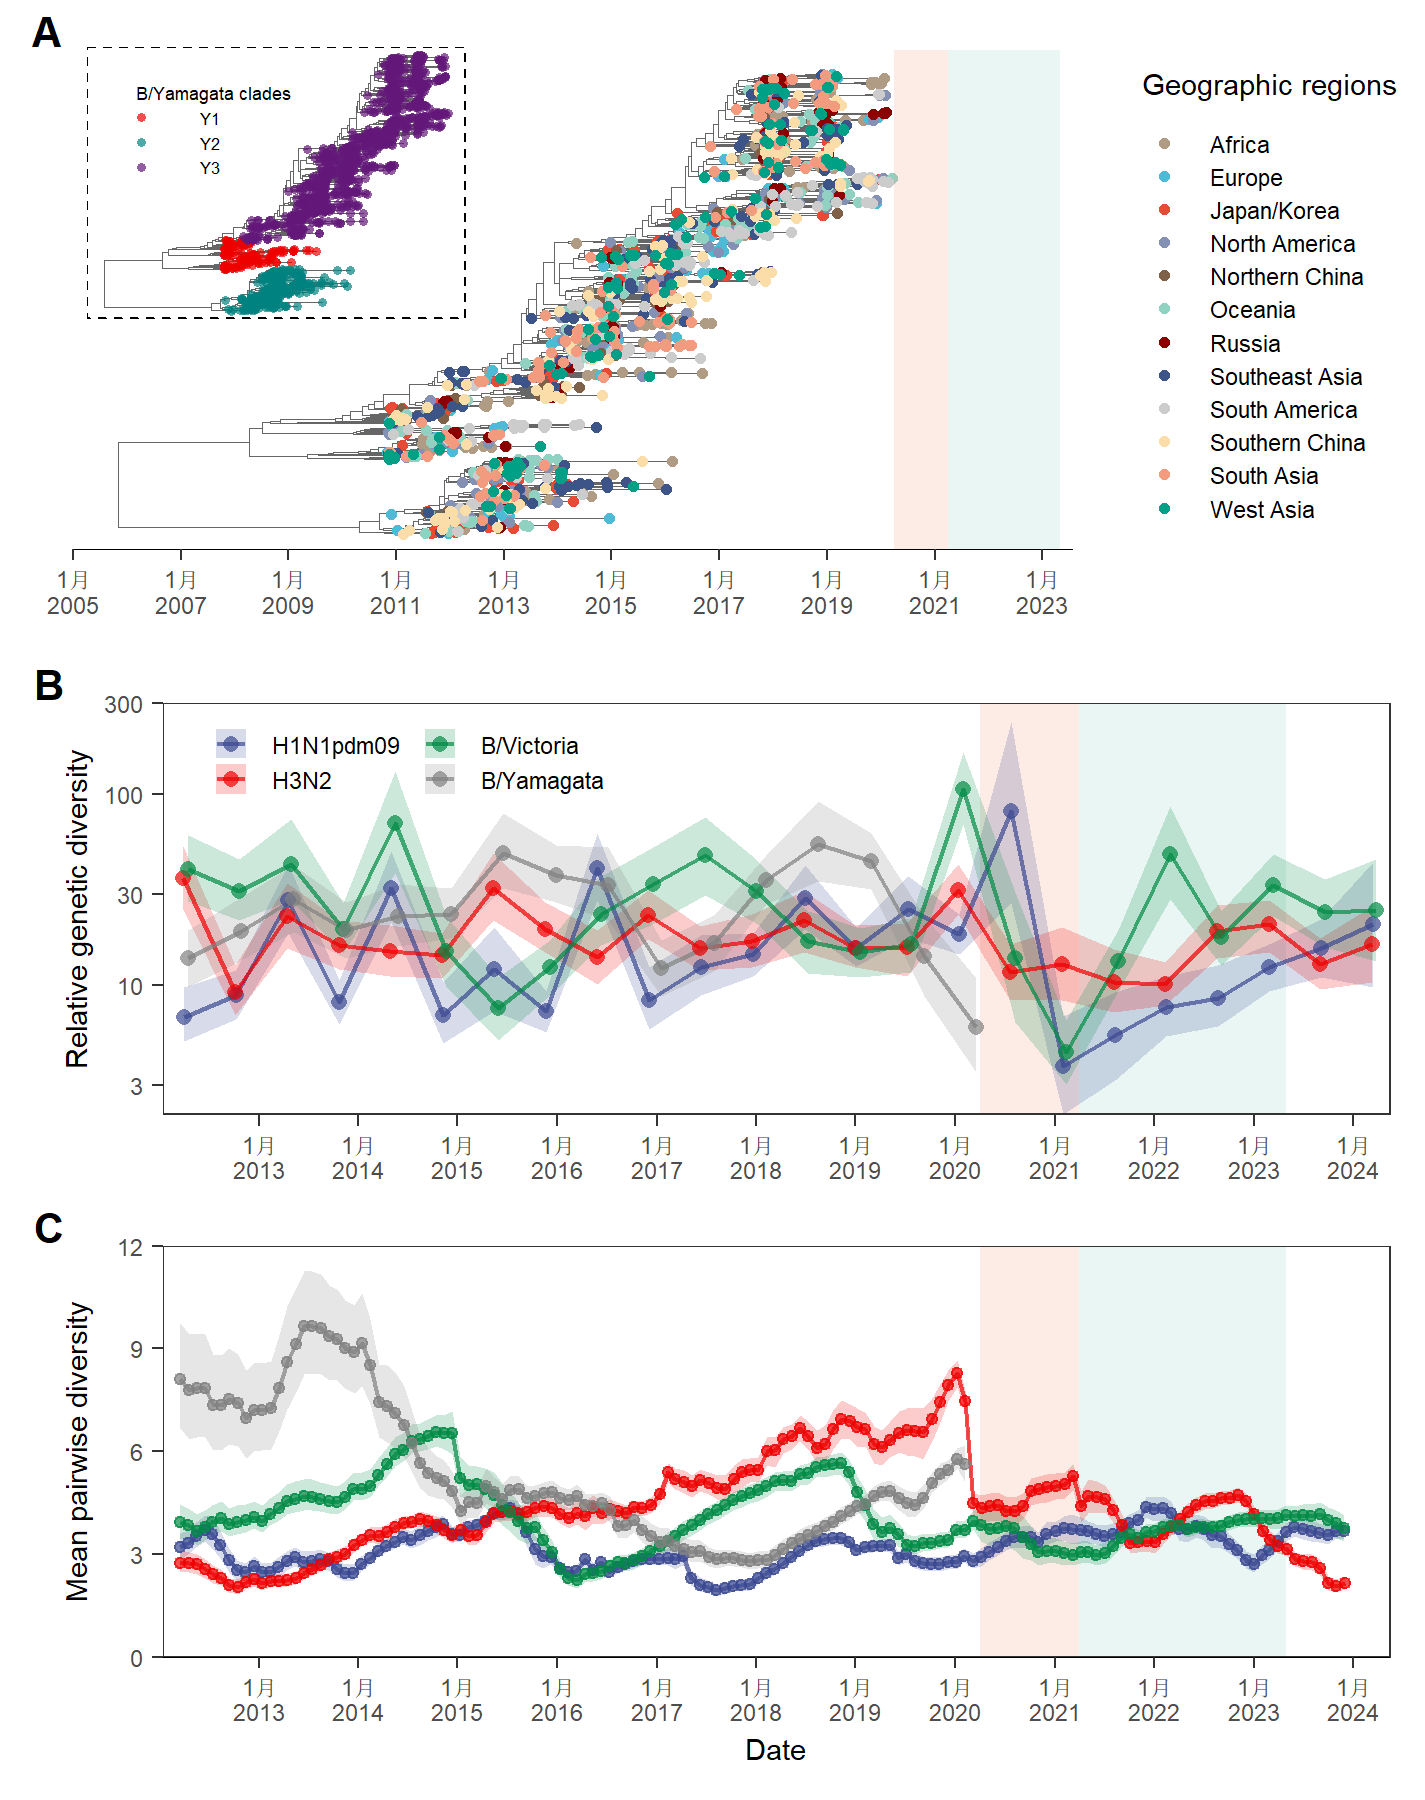 A
B/Yamagata clades
Y1
Y2
Y3
Geographic regions
Africa
Europe
Japan/Korea
North America
Northern China
Oceania
Russia
Southeast Asia
South America
Southern China
South Asia
West Asia
1月 1月 1月 1月 1月 1月 1月 1月 1月 1月
2005 2007 2009 2011 2013 2015 2017 2019 2021 2023
B
Relative genetic diversity
300
100
30
10
3
H1N1pdm09 B/Victoria
H3N2 B/Yamagata
1月 1月 1月 1月 1月 1月 1月 1月 1月 1月 1月 1月
2013 2014 2015 2016 2017 2018 2019 2020 2021 2022 2023 2024
C
Mean pairwise diversity
12
9
6
3
0
1月 1月 1月 1月 1月 1月 1月 1月 1月 1月 1月 1月
2013 2014 2015 2016 2017 2018 2019 2020 2021 2022 2023 2024
Date